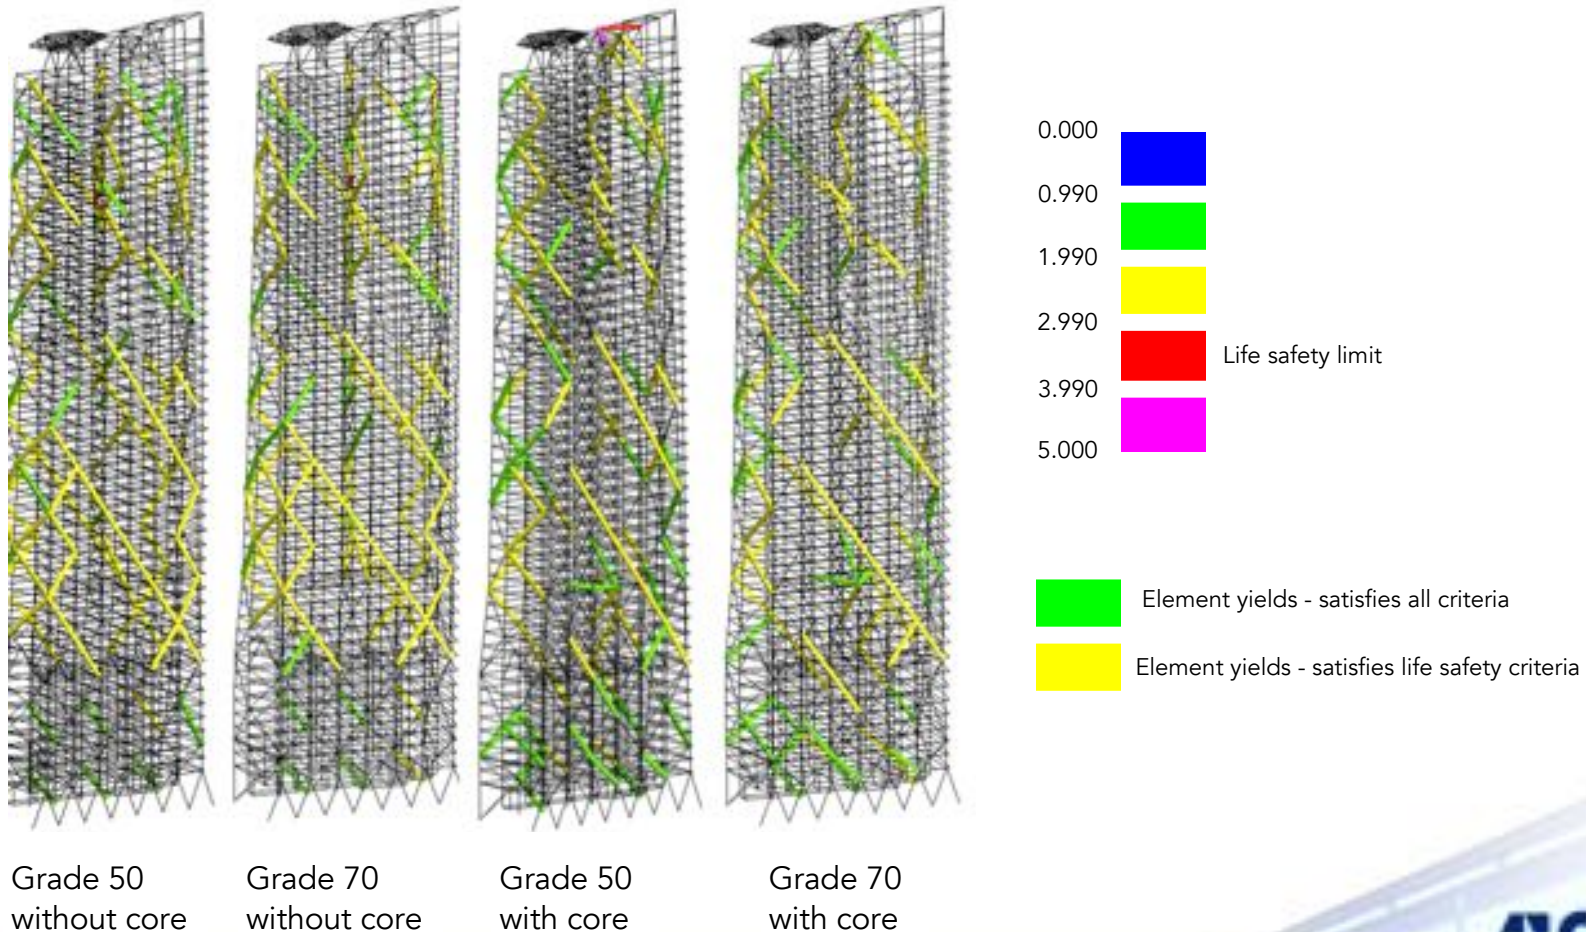 0.000
0.990
1.990
2.990
Life safety limit
3.990
5.000
Element yields - satisfies all criteria
Element yields - satisfies life safety criteria
Grade 50
without core
Grade 70
without core
Grade 50
with core
Grade 70
with core